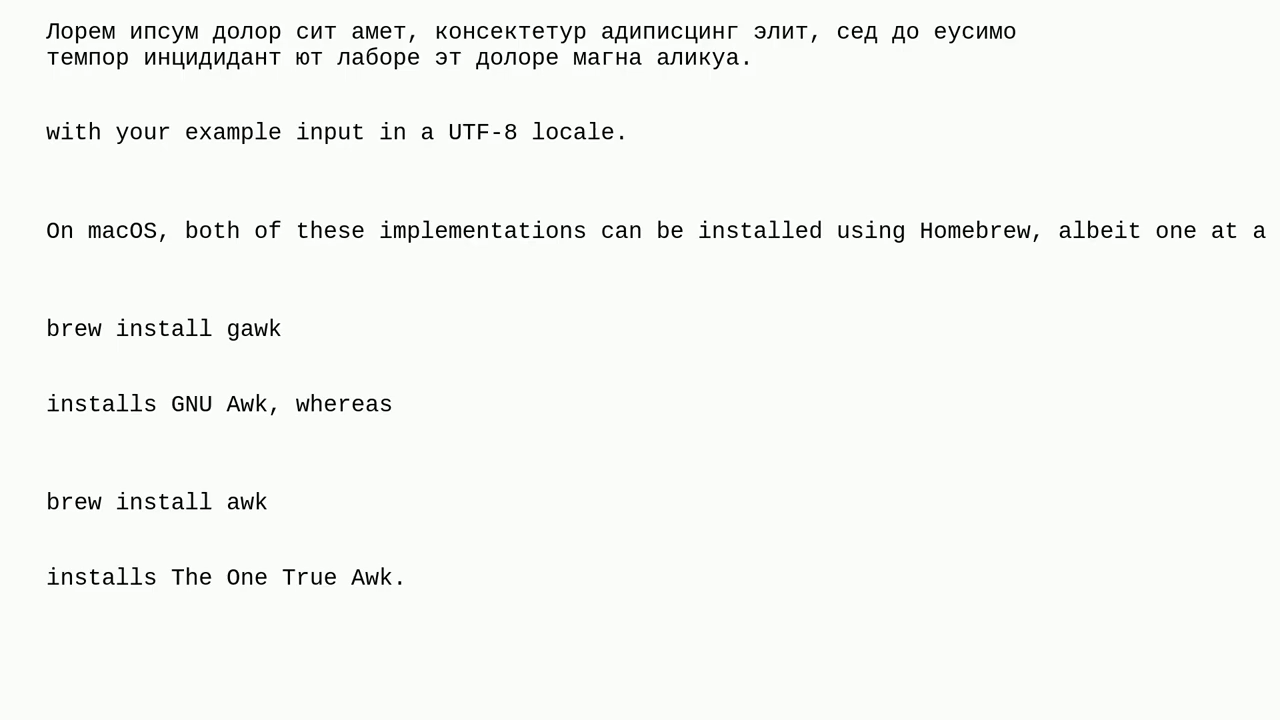 Лорем ипсум долор сит амет, консектетур адиписцинг элит, сед до еусимо
темпор инцидидант ют лаборе эт долоре магна аликуа.
with your example input in a UTF-8 locale.
On macOS, both of these implementations can be installed using Homebrew, albeit one at a
brew install gawk
installs GNU Awk, whereas
brew install awk
installs The One True Awk.